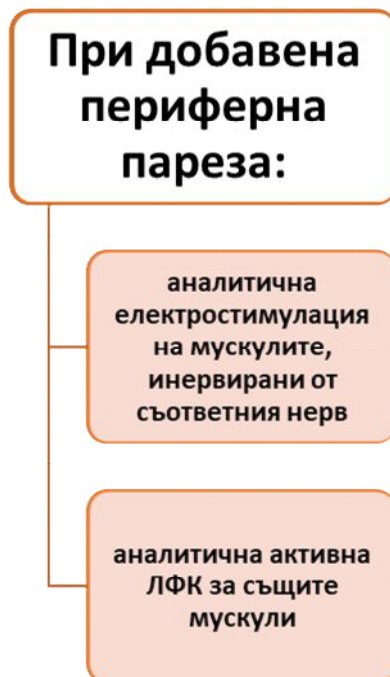 При добавена
периферна
пареза:
аналитична
електростимулация
на мускулите,
инервирани от
съответния нерв
аналитична активна
ЛФК за същите
мускули